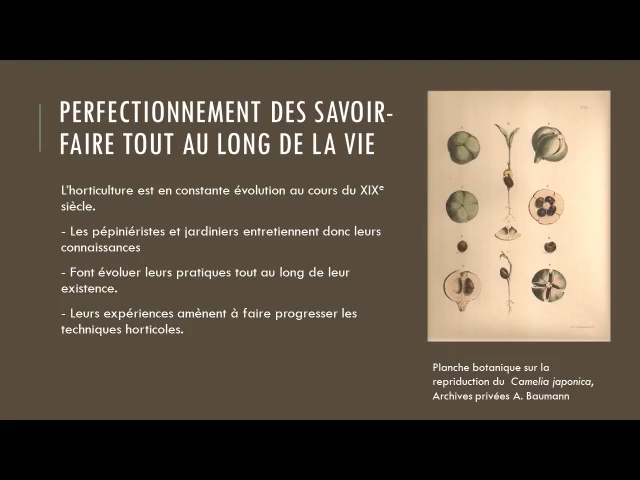 PERFECTIONNEMENT DES SAVOIR-
FAIRE TOUT AU LONG DE LA VIE
L'horticulture est en constante évolution au cours du XIXe
siècle.
- Les pépiniéristes et jardiniers entretiennent donc leurs
connaissances
- Font évoluer leurs pratiques tout au long de leur
existence.
- Leurs expériences amènent à faire progresser les
techniques horticoles.
Planche botanique sur la
repriduction du Camelia japonica,
Archives privées A. Baumann